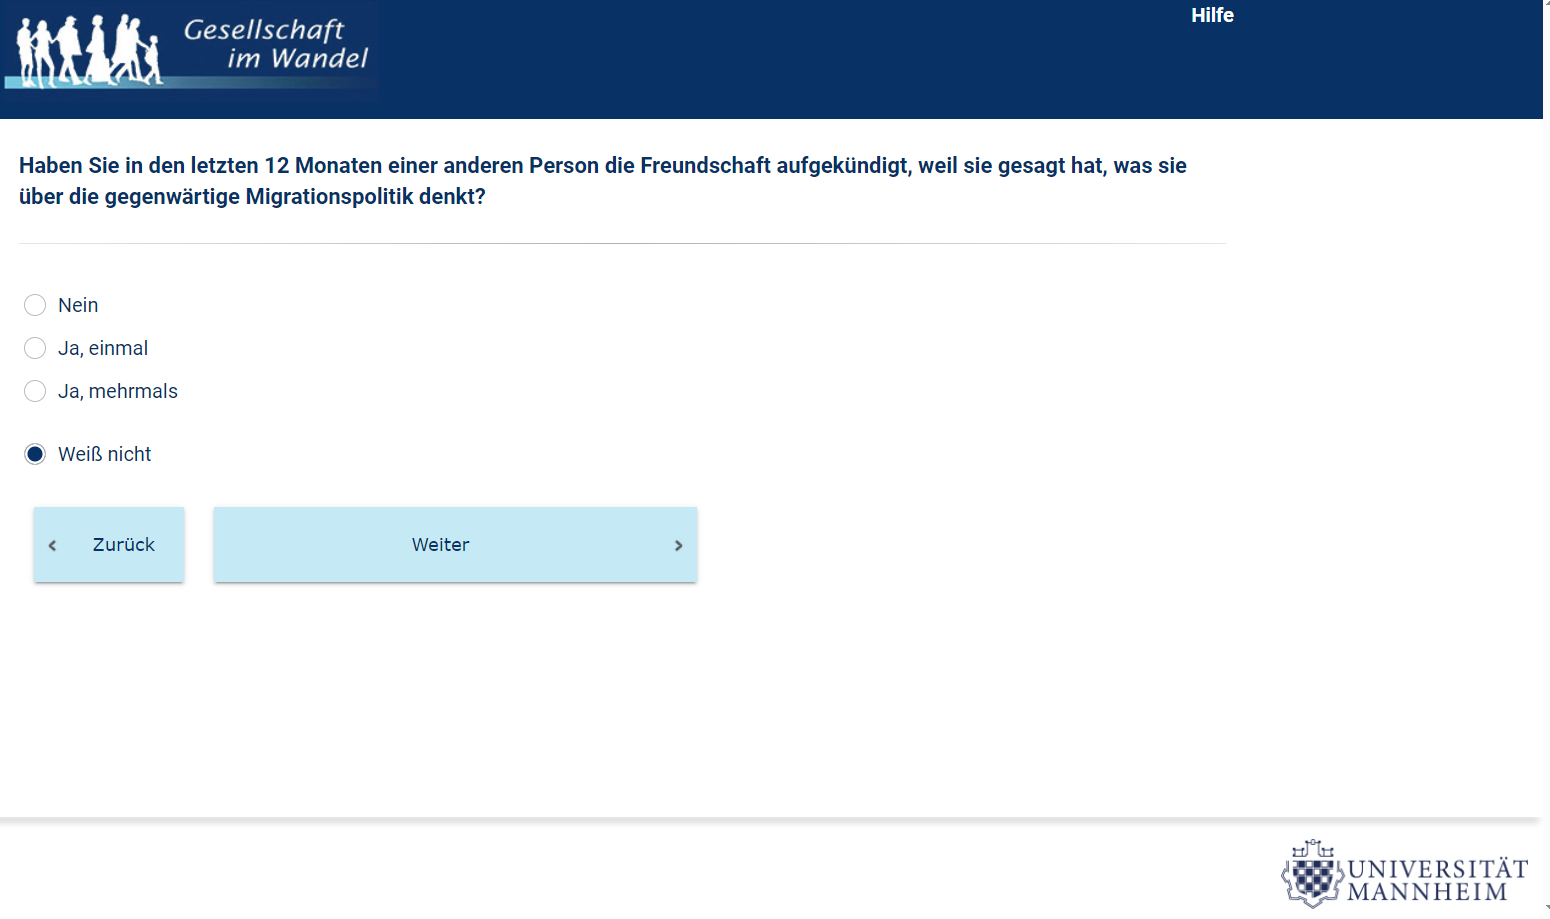 Gesellschaft
im Wandel
Hilfe
Haben Sie in den letzten 12 Monaten einer anderen Person die Freundschaft aufgekündigt, weil sie gesagt hat, was sie
über die gegenwärtige Migrationspolitik denkt?
Nein
Ja, einmal
Ja, mehrmals
Weiß nicht
Zurück
Weiter
UNIVERSITÄT
MANNHEIM